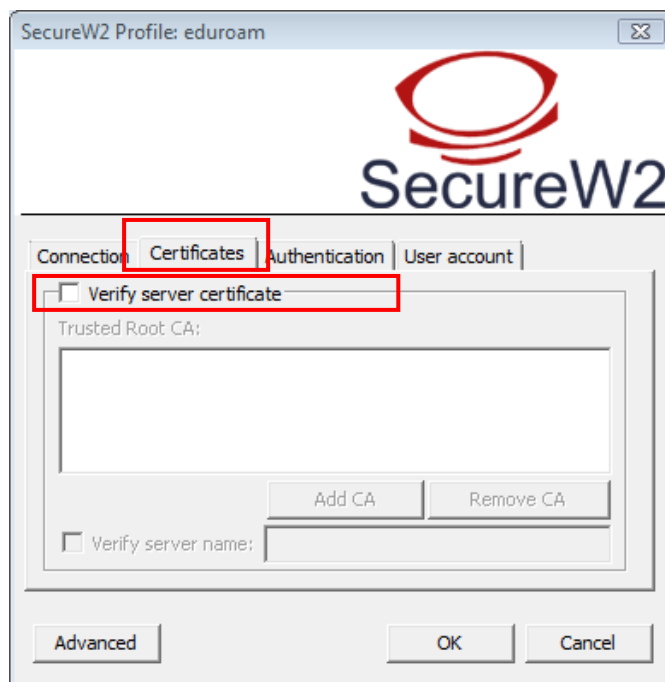 SecureW2 Profile: eduroam
SecureW2
Connection Certificates Authentication User account
Verify server certificate
Trusted Root CA:
Add CA Remove CA
Verify server name:
Advanced OK Cancel